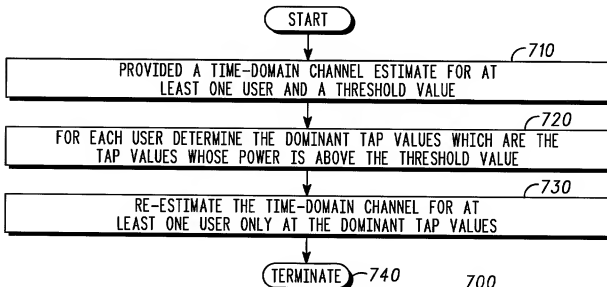 START
710
PROVIDED A TIME-DOMAIN CHANNEL ESTIMATE FOR AT
LEAST ONE USER AND A THRESHOLD VALUE
720
FOR EACH USER DETERMINE THE DOMINANT TAP VALUES WHICH ARE THE
TAP VALUES WHOSE POWER IS ABOVE THE THRESHOLD VALUE
730
RE-ESTIMATE THE TIME-DOMAIN CHANNEL FOR AT
LEAST ONE USER ONLY AT THE DOMINANT TAP VALUES
TERMINATE 740
700